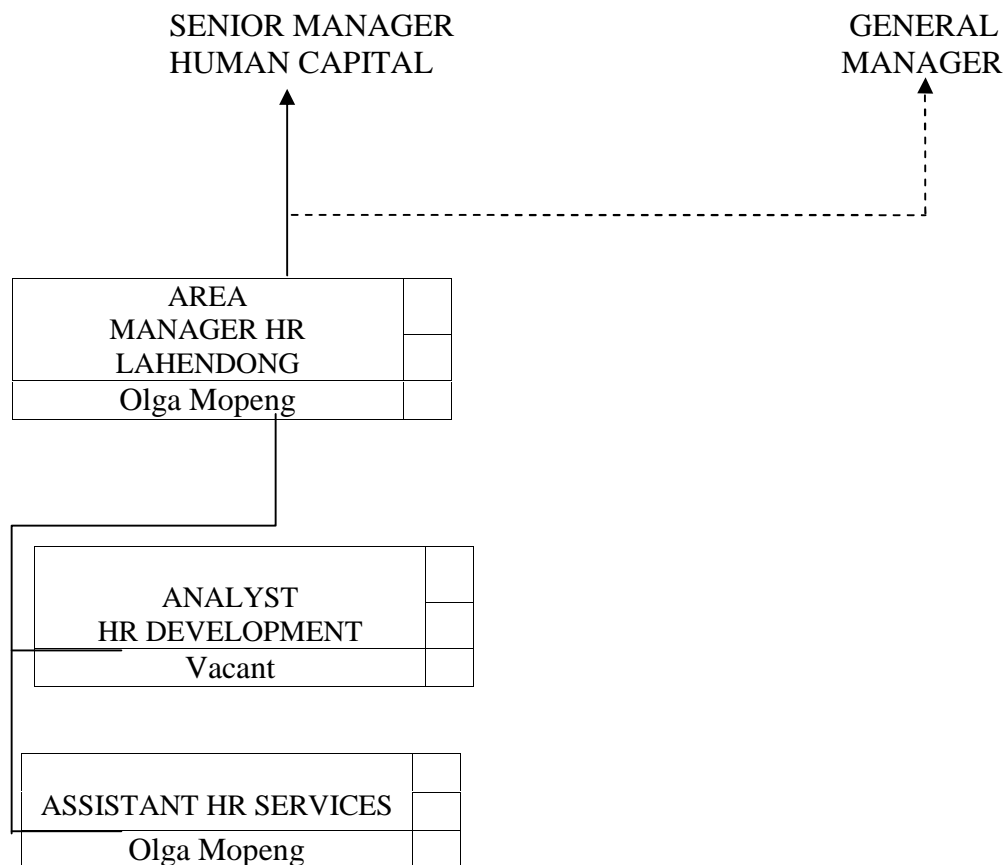 SENIOR MANAGER
HUMAN CAPITAL
GENERAL
MANAGER
AREA
MANAGER HR
LAHENDONG
Olga Mopeng
ANALYST
HR DEVELOPMENT
Vacant
ASSISTANT HR SERVICES
Olga Mopeng